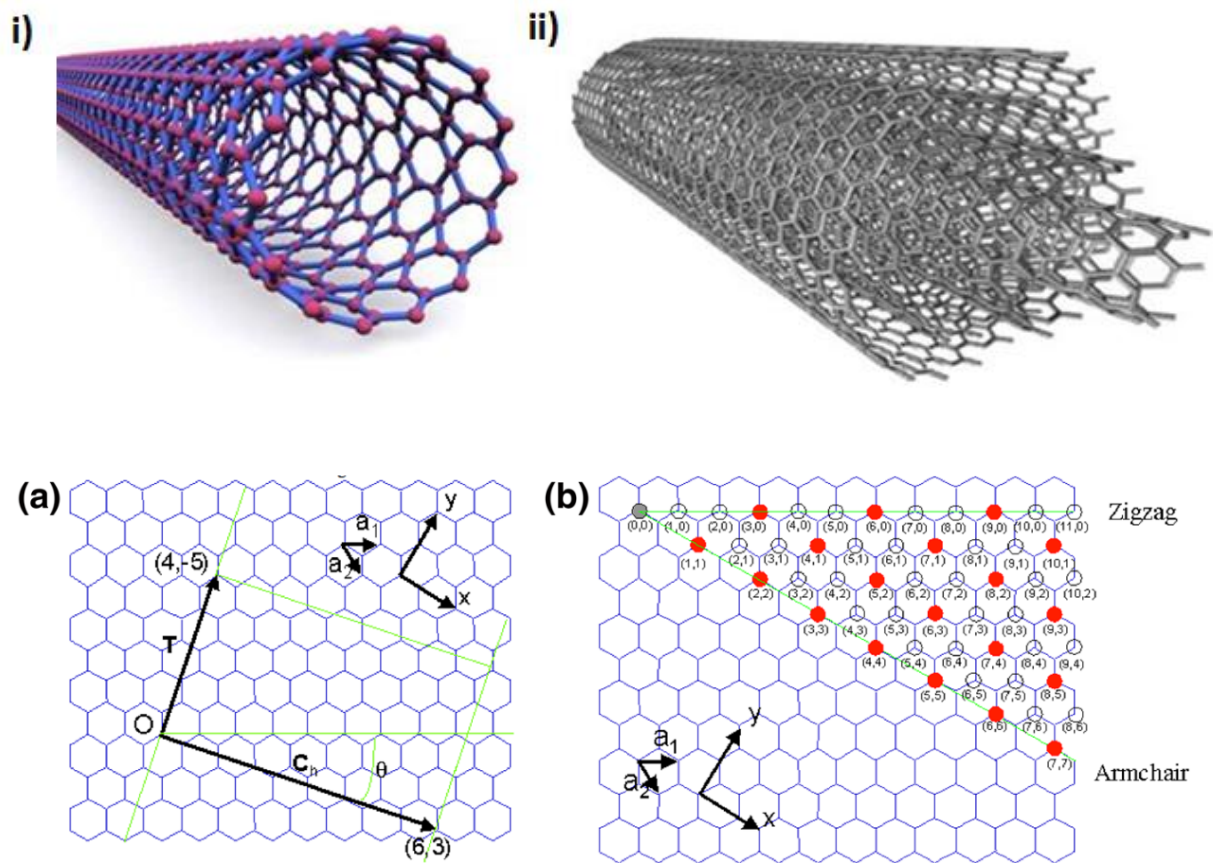 i)
ii)
(a)
(4,-5)
a1
a2
y
x
T
O
Ch
θ
(6,3)
(b)
Zigzag
(0,0) (1,0) (2,0) (3,0) (4,0) (5,0) (6,0) (7,0) (8,0) (9,0) (10,0) (11,0)
(1,1) (2,1) (3,1) (4,1) (5,1) (6,1) (7,1) (8,1) (9,1) (10,1)
(2,2) (3,2) (4,2) (5,2) (6,2) (7,2) (8,2) (9,2) (10,2)
(3,3) (4,3) (5,3) (6,3) (7,3) (8,3) (9,3)
(4,4) (5,4) (6,4) (7,4) (8,4) (9,4)
(5,5) (6,5) (7,5) (8,5)
(6,6) (7,6) (8,6)
(7,7)
a1
a2
y
x
Armchair